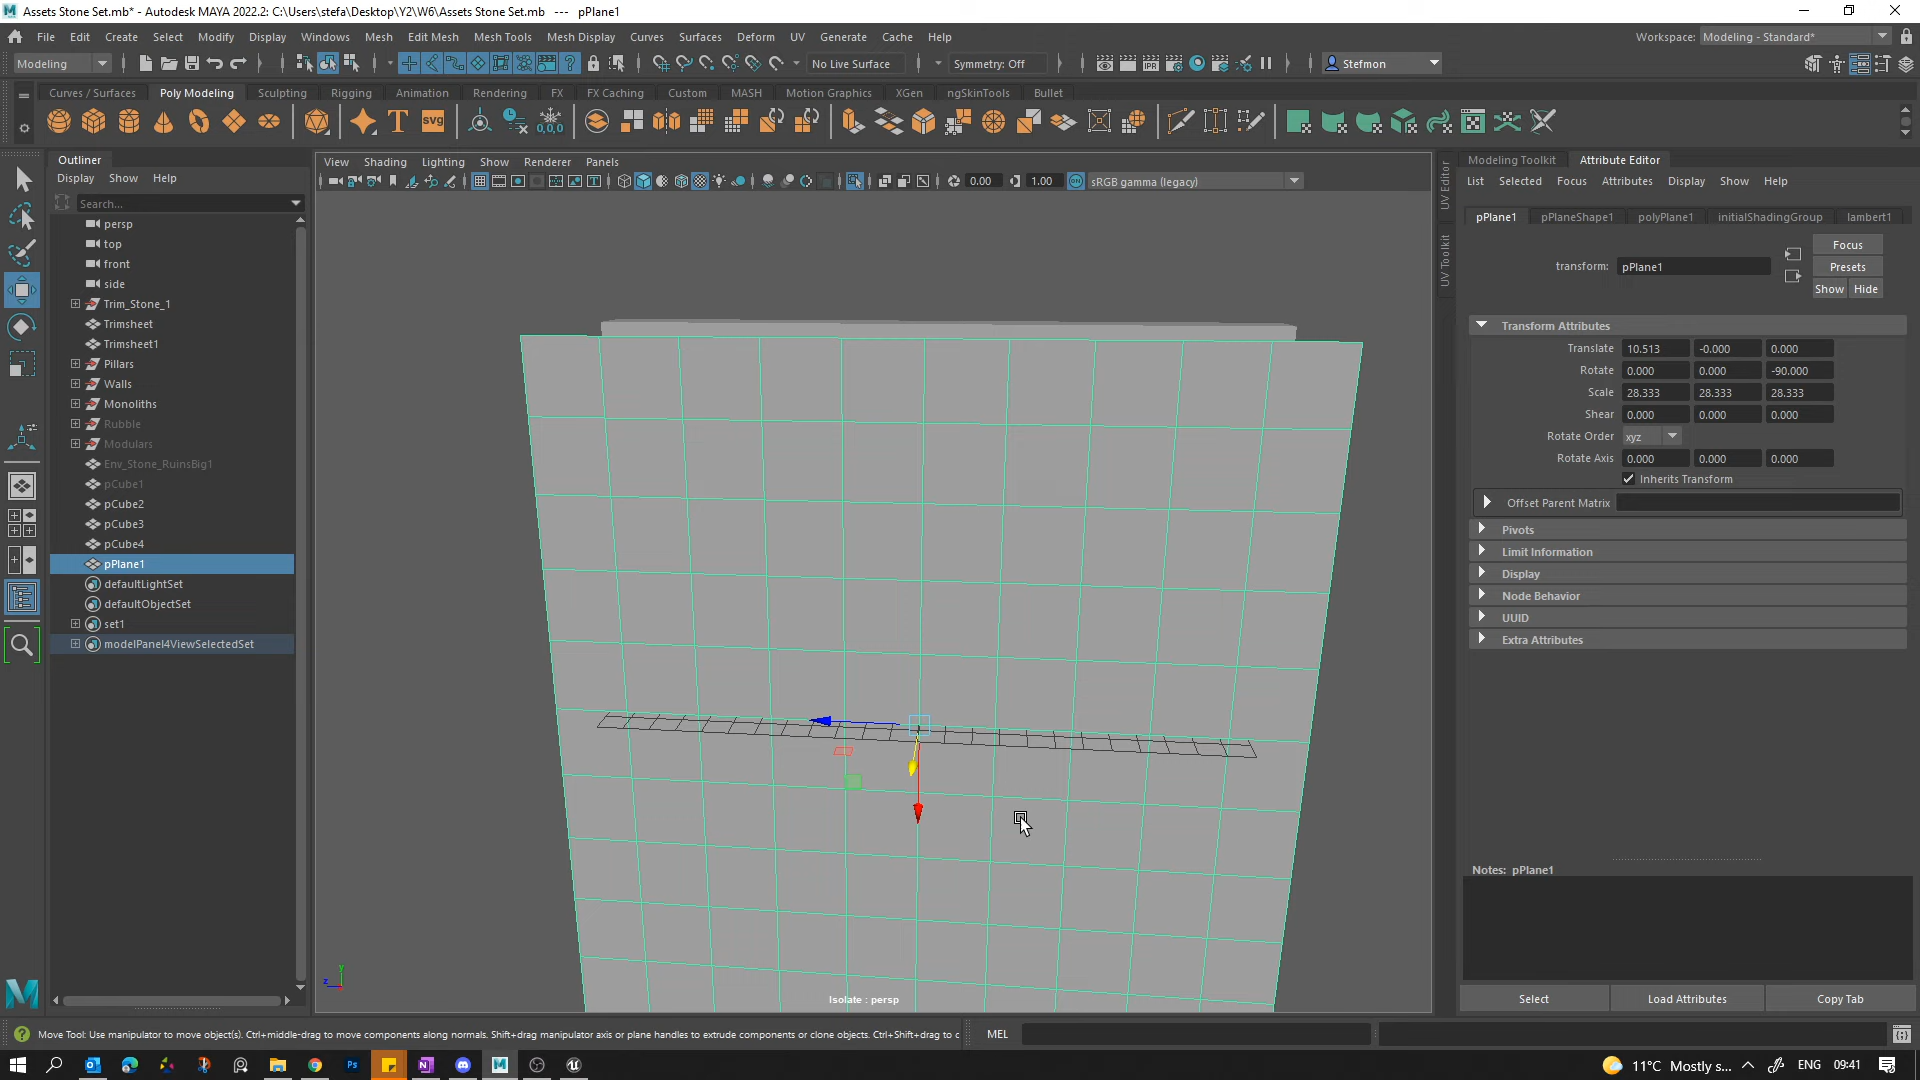 Assets Stone Set.mb* - Autodesk MAYA 2022.2: C:\Users\stefa\Desktop\Y2\W6\Assets Stone Set.mb   ---   pPlane1
File Edit Create Select Modify Display Windows Mesh Edit Mesh Mesh Tools Mesh Display Curves Surfaces Deform UV Generate Cache Help Workspace: Modeling - Standard*
Modeling No Live Surface Symmetry: Off Stefmon
Curves / Surfaces Poly Modeling Sculpting Rigging Animation Rendering FX FX Caching Custom MASH Motion Graphics XGen ngSkinTools Bullet
T SVG 0,0,0
Outliner
Display Show Help
Search...
persp
top
front
side
Trim_Stone_1
Trimsheet
Trimsheet1
Pillars
Walls
Monoliths
Rubble
Modulars
Env_Stone_RuinsBig1
pCube1
pCube2
pCube3
pCube4
pPlane1
defaultLightSet
defaultObjectSet
set1
modelPanel4ViewSelectedSet
View Shading Lighting Show Renderer Panels
0.00 1.00 ON sRGB gamma (legacy)
Isolate : persp
y
z
UV Editor
UV Toolkit
Modeling Toolkit Attribute Editor
List Selected Focus Attributes Display Show Help
pPlane1 pPlaneShape1 polyPlane1 initialShadingGroup lambert1
Focus
transform: pPlane1 Presets
Show Hide
Transform Attributes
Translate 10.513 -0.000 0.000
Rotate 0.000 0.000 -90.000
Scale 28.333 28.333 28.333
Shear 0.000 0.000 0.000
Rotate Order xyz
Rotate Axis 0.000 0.000 0.000
Inherits Transform
Offset Parent Matrix
Pivots
Limit Information
Display
Node Behavior
UUID
Extra Attributes
Notes: pPlane1
Select Load Attributes Copy Tab
Move Tool: Use manipulator to move object(s). Ctrl+middle-drag to move components along normals. Shift+drag manipulator axis or plane handles to extrude components or clone objects. Ctrl+Shift+drag to c
MEL
11°C Mostly s... ENG 09:41